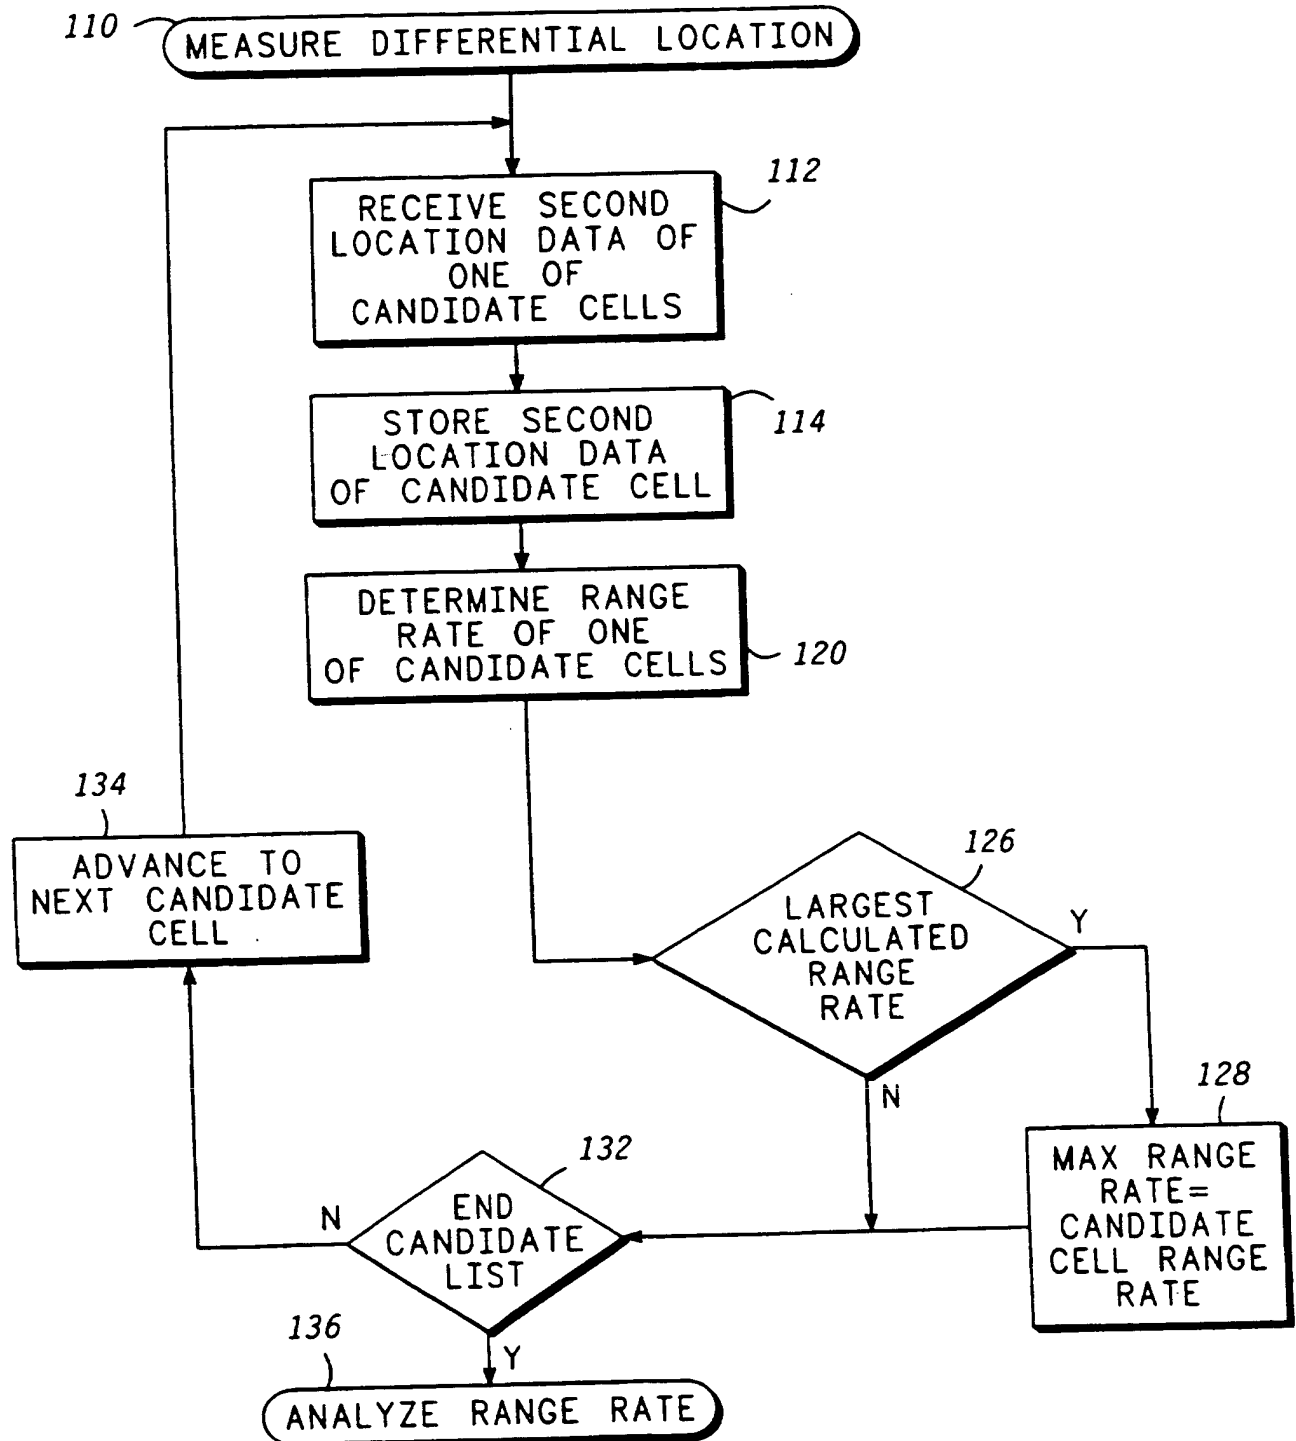 110
MEASURE DIFFERENTIAL LOCATION
112
RECEIVE SECOND
LOCATION DATA OF
ONE OF
CANDIDATE CELLS
114
STORE SECOND
LOCATION DATA
OF CANDIDATE CELL
120
DETERMINE RANGE
RATE OF ONE
OF CANDIDATE CELLS
134
ADVANCE TO
NEXT CANDIDATE
CELL
126
LARGEST
CALCULATED
RANGE
RATE
Y
N
128
MAX RANGE
RATE=
CANDIDATE
CELL RANGE
RATE
132
END
CANDIDATE
LIST
N
Y
136
ANALYZE RANGE RATE